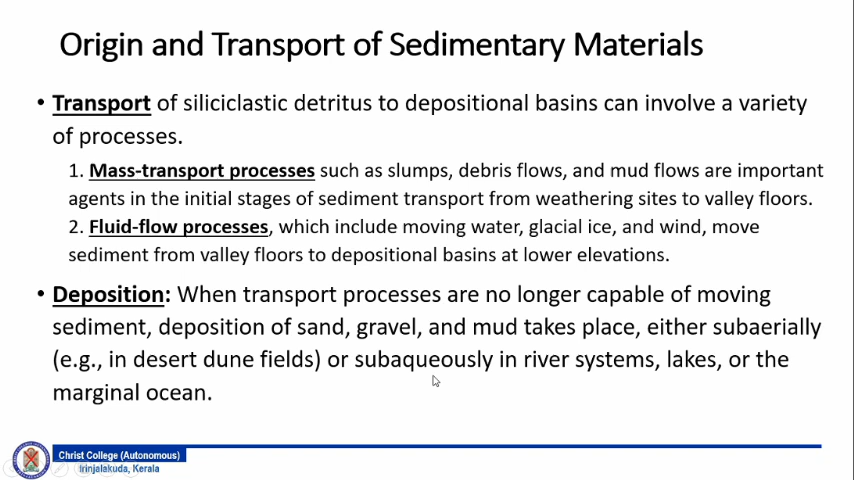 Origin and Transport of Sedimentary Materials
• Transport of siliciclastic detritus to depositional basins can involve a variety
of processes.
1. Mass-transport processes such as slumps, debris flows, and mud flows are important
agents in the initial stages of sediment transport from weathering sites to valley floors.
2. Fluid-flow processes, which include moving water, glacial ice, and wind, move
sediment from valley floors to depositional basins at lower elevations.
• Deposition: When transport processes are no longer capable of moving
sediment, deposition of sand, gravel, and mud takes place, either subaerially
(e.g., in desert dune fields) or subaqueously in river systems, lakes, or the
marginal ocean.
Christ College (Autonomous)
Irinjalakuda, Kerala